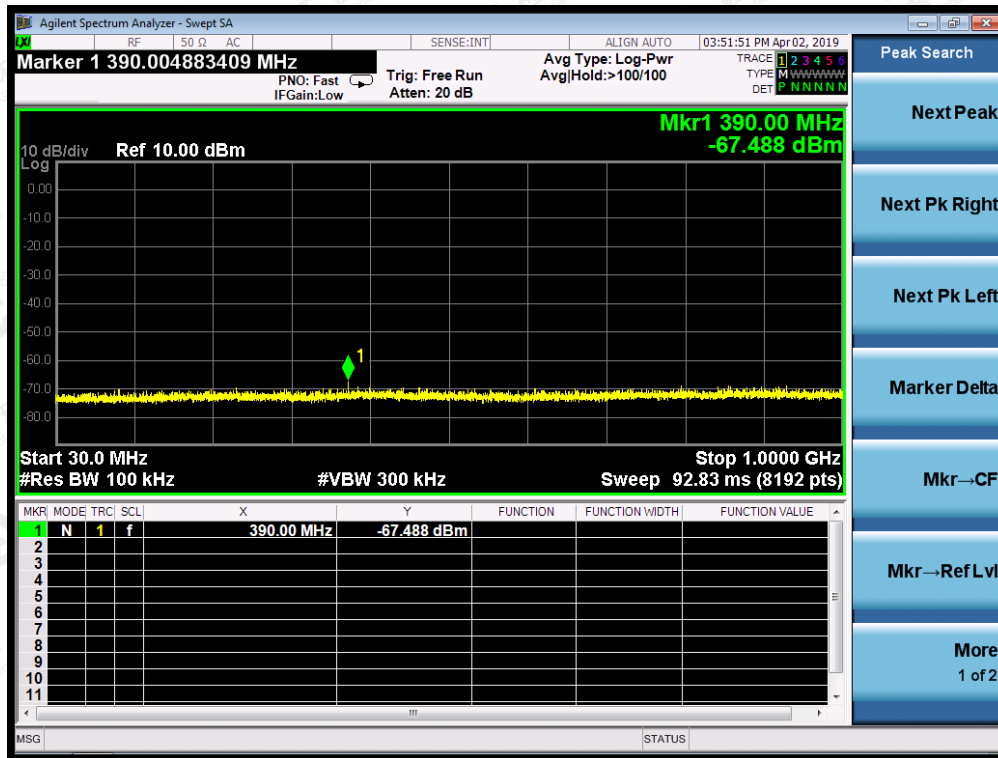 Agilent Spectrum Analyzer - Swept SA
LXI RF 50 Ω AC SENSE:INT ALIGN AUTO 03:51:51 PM Apr 02, 2019
Marker 1 390.004883409 MHz
PNO: Fast
IFGain:Low
Trig: Free Run
Atten: 20 dB
Avg Type: Log-Pwr
Avg|Hold:>100/100
TRACE 1 2 3 4 5 6
TYPE M WWWWW
DET P N N N N N
Mkr1 390.00 MHz
-67.488 dBm
10 dB/div Ref 10.00 dBm
Log
0.00
-10.0
-20.0
-30.0
-40.0
-50.0
-60.0
-70.0
-80.0
1
Start 30.0 MHz Stop 1.0000 GHz
#Res BW 100 kHz #VBW 300 kHz Sweep 92.83 ms (8192 pts)
MKR MODE TRC SCL X Y FUNCTION FUNCTION WIDTH FUNCTION VALUE
1 N 1 f 390.00 MHz -67.488 dBm
2
3
4
5
6
7
8
9
10
11
MSG STATUS
Peak Search
Next Peak
Next Pk Right
Next Pk Left
Marker Delta
Mkr→CF
Mkr→Ref Lvl
More
1 of 2